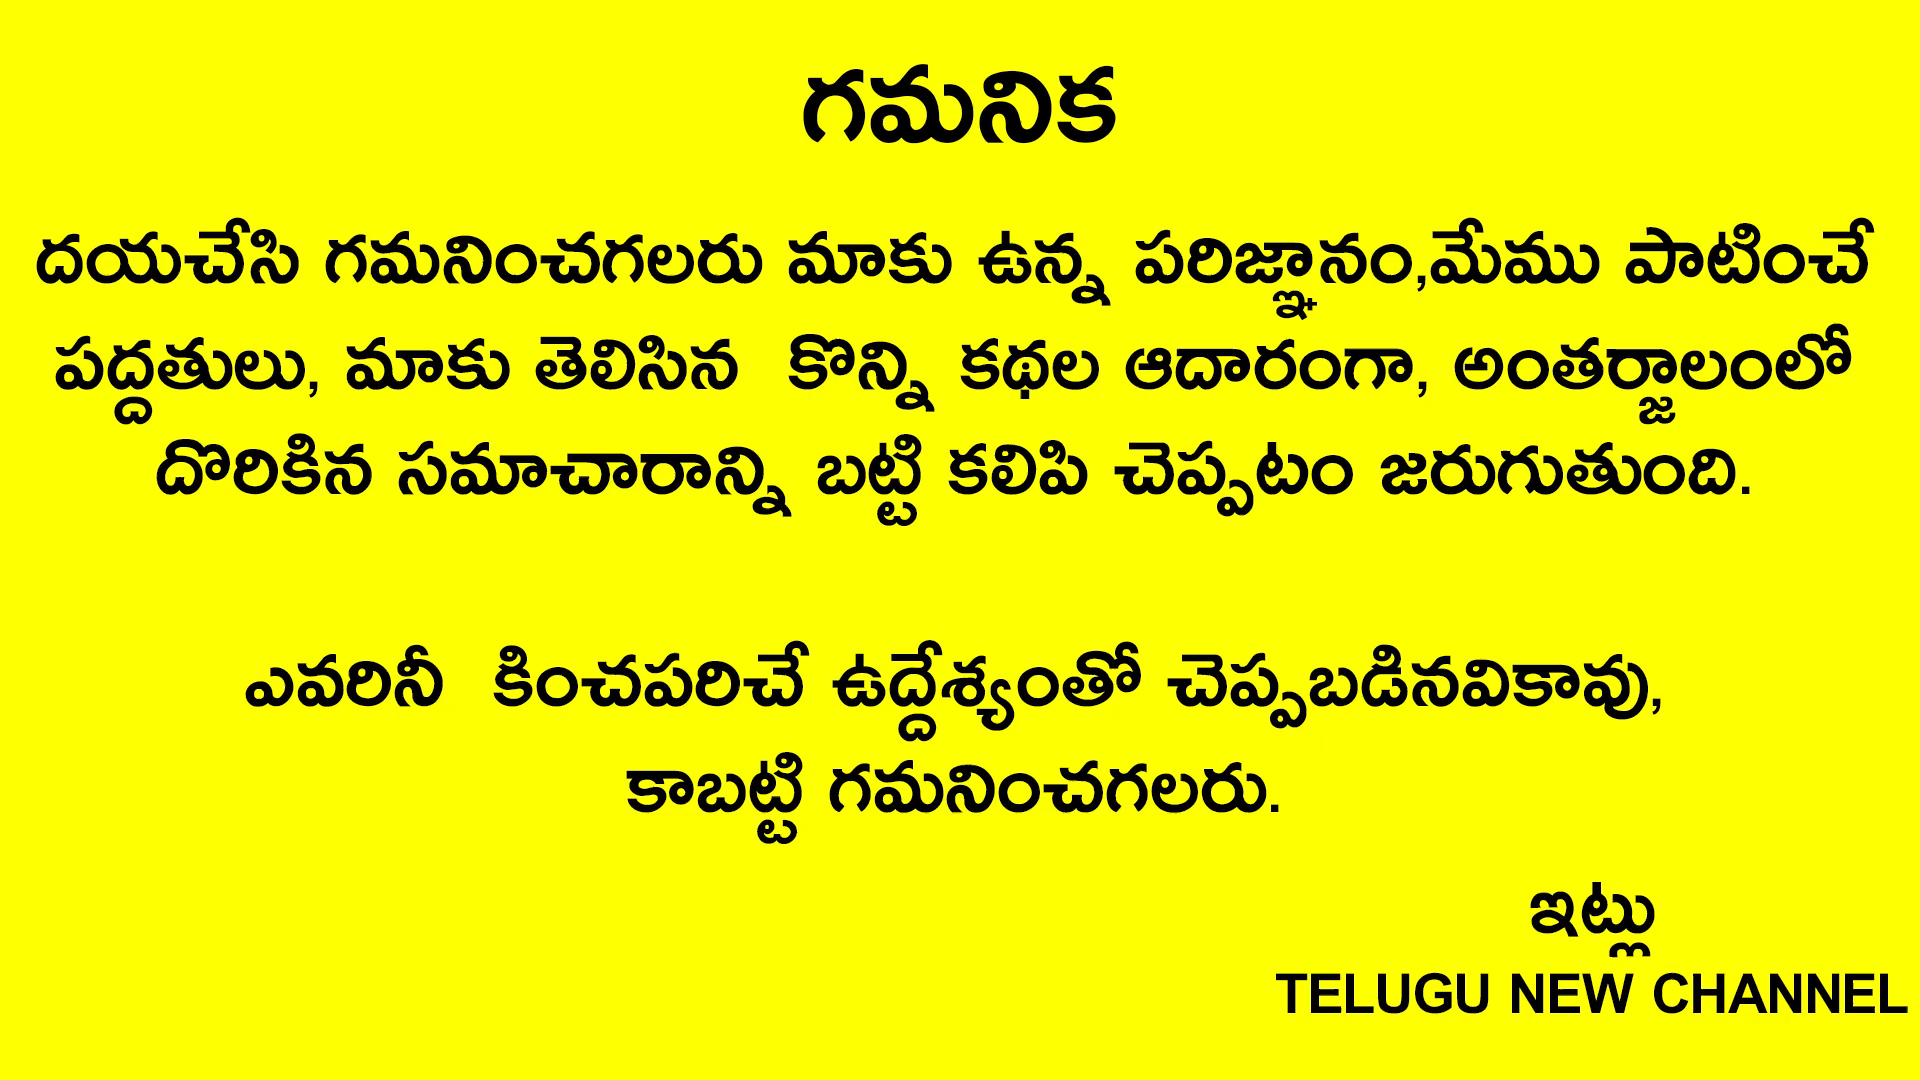 గమనిక
దయచేసి గమనించగలరు మాకు ఉన్న పరిజ్ఞానం,మేము పాటించే
పద్దతులు, మాకు తెలిసిన కొన్ని కథల ఆదారంగా, అంతర్జాలంలో
దొరికిన సమాచారాన్ని బట్టి కలిపి చెప్పటం జరుగుతుంది.
ఎవరినీ కించపరిచే ఉద్దేశ్యంతో చెప్పబడినవికావు,
కాబట్టి గమనించగలరు.
ఇట్లు
TELUGU NEW CHANNEL